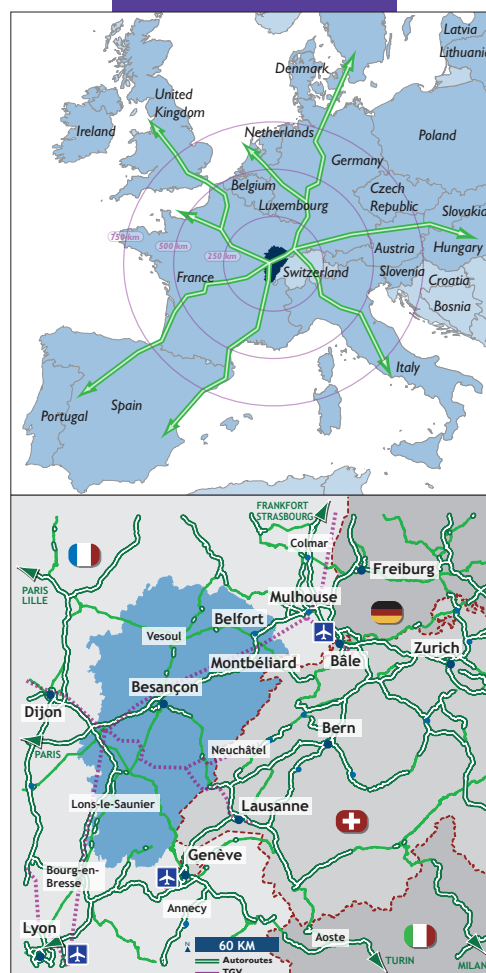 Latvia
Lithuania
Denmark
United
Kingdom
Ireland
Netherlands
Poland
Germany
Belgium
Czech
Republic
Luxembourg
Slovakia
750 km
500 km
250 km
Austria
Hungary
France
Switzerland
Slovenia
Croatia
Bosnia
Italy
Portugal
Spain
FRANKFORT
STRASBOURG
Colmar
Freiburg
PARIS
LILLE
Mulhouse
Belfort
Vesoul
Zurich
Montbéliard
Bâle
Besançon
Dijon
Bern
PARIS
Neuchâtel
Lons-le-Saunier
Lausanne
Genève
Bourg-en-
Bresse
Annecy
Lyon
Aoste
N
60 KM
TURIN
MILAN
Autoroutes
TGV